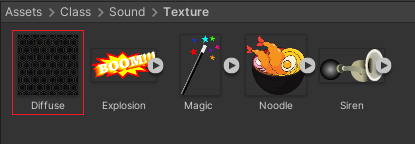 Assets > Class > Sound > Texture
BOOM!!!
Diffuse Explosion Magic Noodle Siren